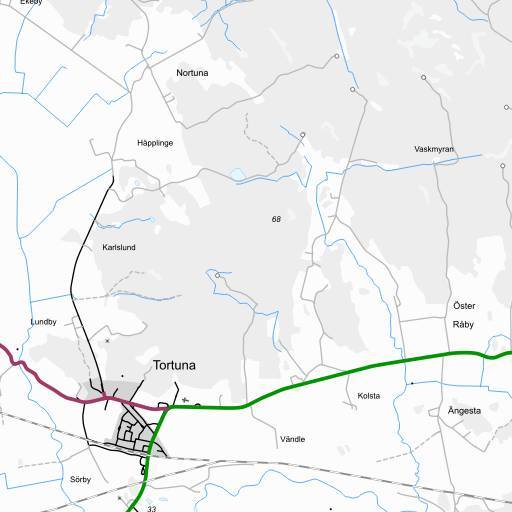 Ekeby
Nortuna
Häpplinge
Vaskmyran
68
Karlslund
Öster
Råby
Lundby
Tortuna
Kolsta
Ängesta
Vändle
Sörby
33